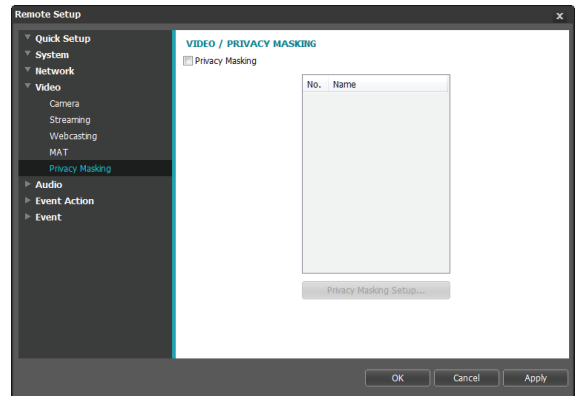 Remote Setup
x
Quick Setup
System
Network
Video
Camera
Streaming
Webcasting
MAT
Privacy Masking
Audio
Event Action
Event
VIDEO / PRIVACY MASKING
Privacy Masking
No. Name
Privacy Masking Setup...
OK Cancel Apply